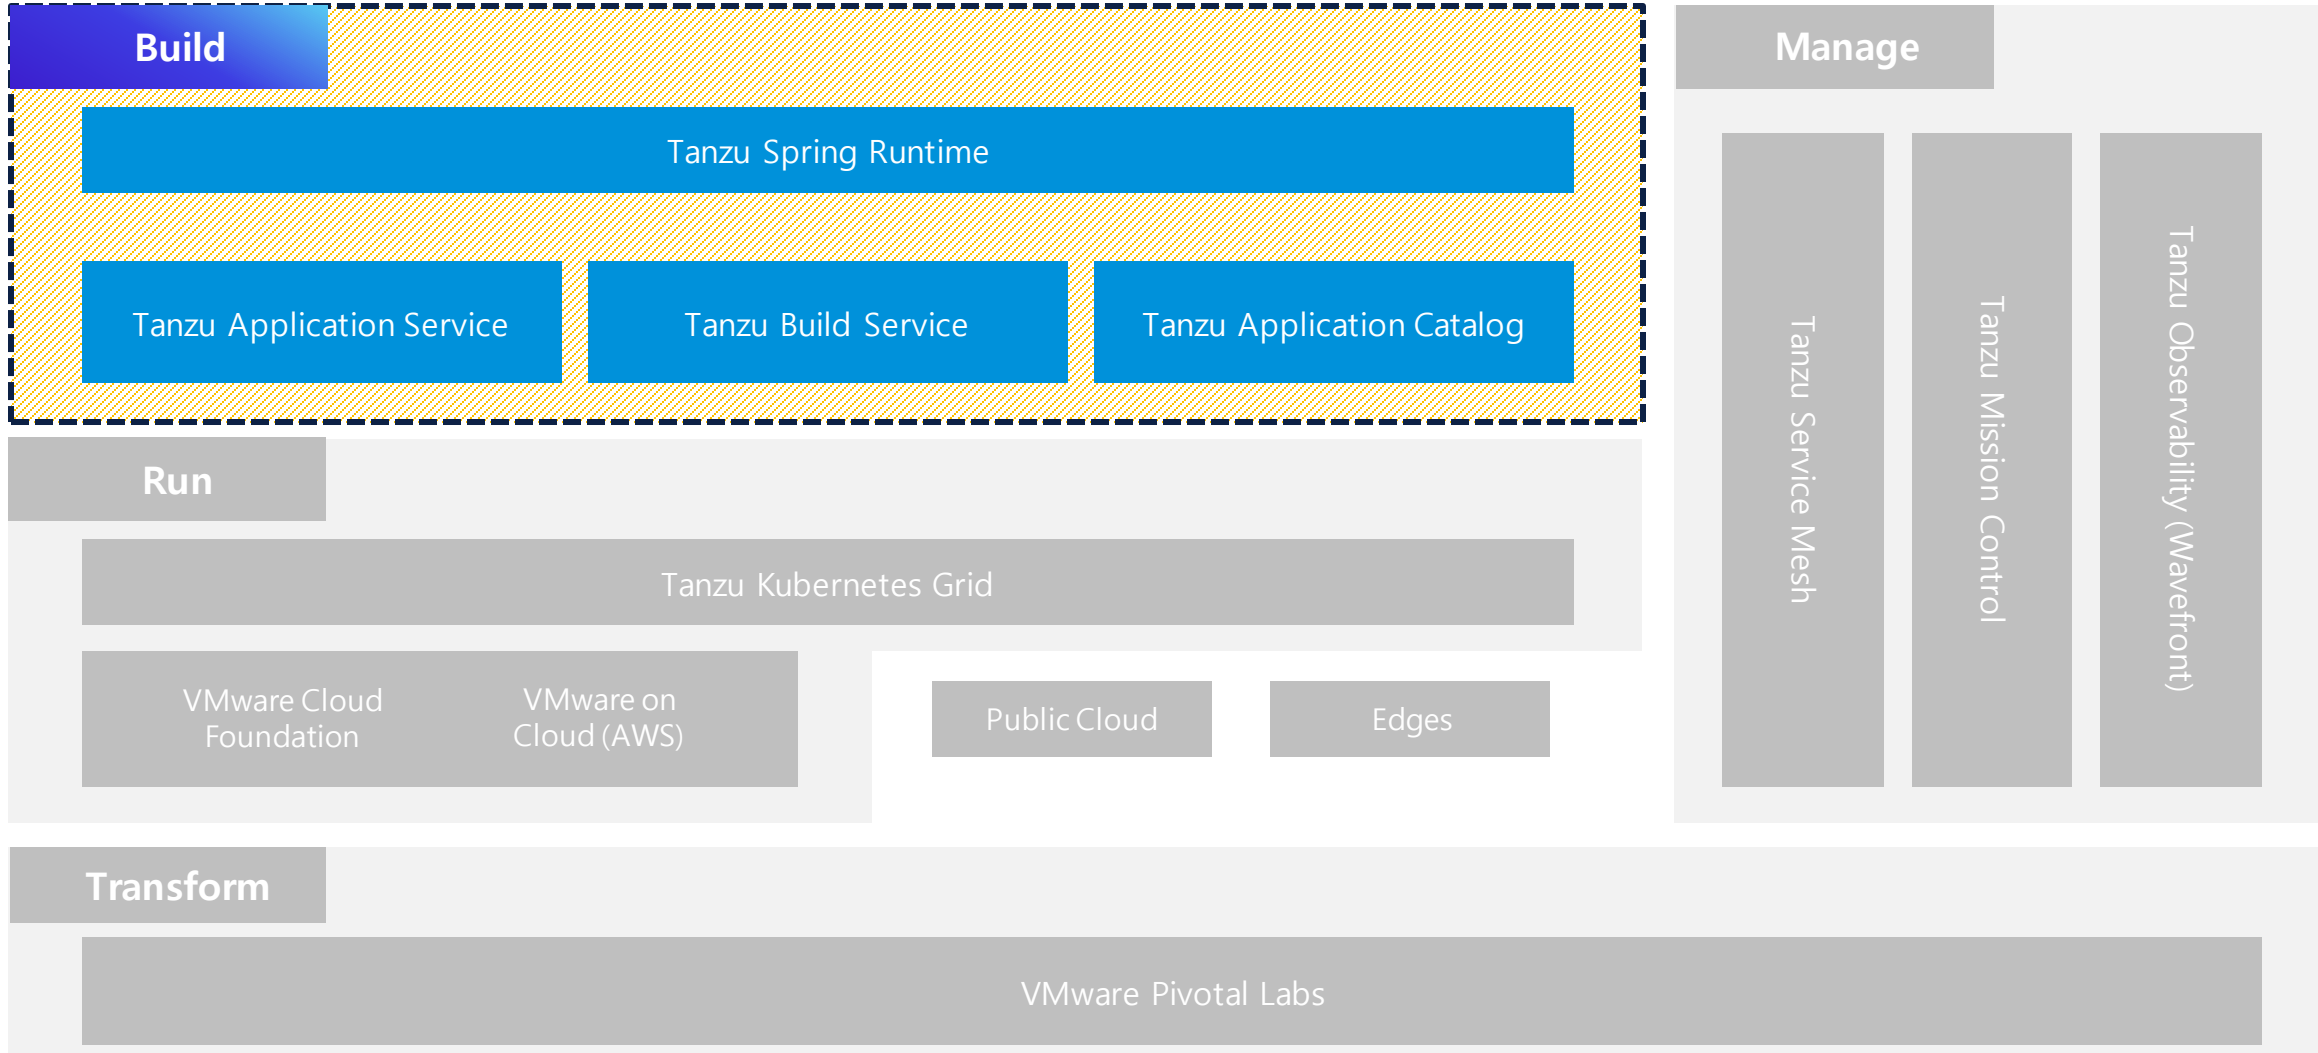 Build
Tanzu Spring Runtime
Tanzu Application Service
Tanzu Build Service
Tanzu Application Catalog
Run
Tanzu Kubernetes Grid
VMware Cloud
Foundation
VMware on
Cloud (AWS)
Public Cloud
Edges
Manage
Tanzu Service Mesh
Tanzu Mission Control
Tanzu Observability (Wavefront)
Transform
VMware Pivotal Labs